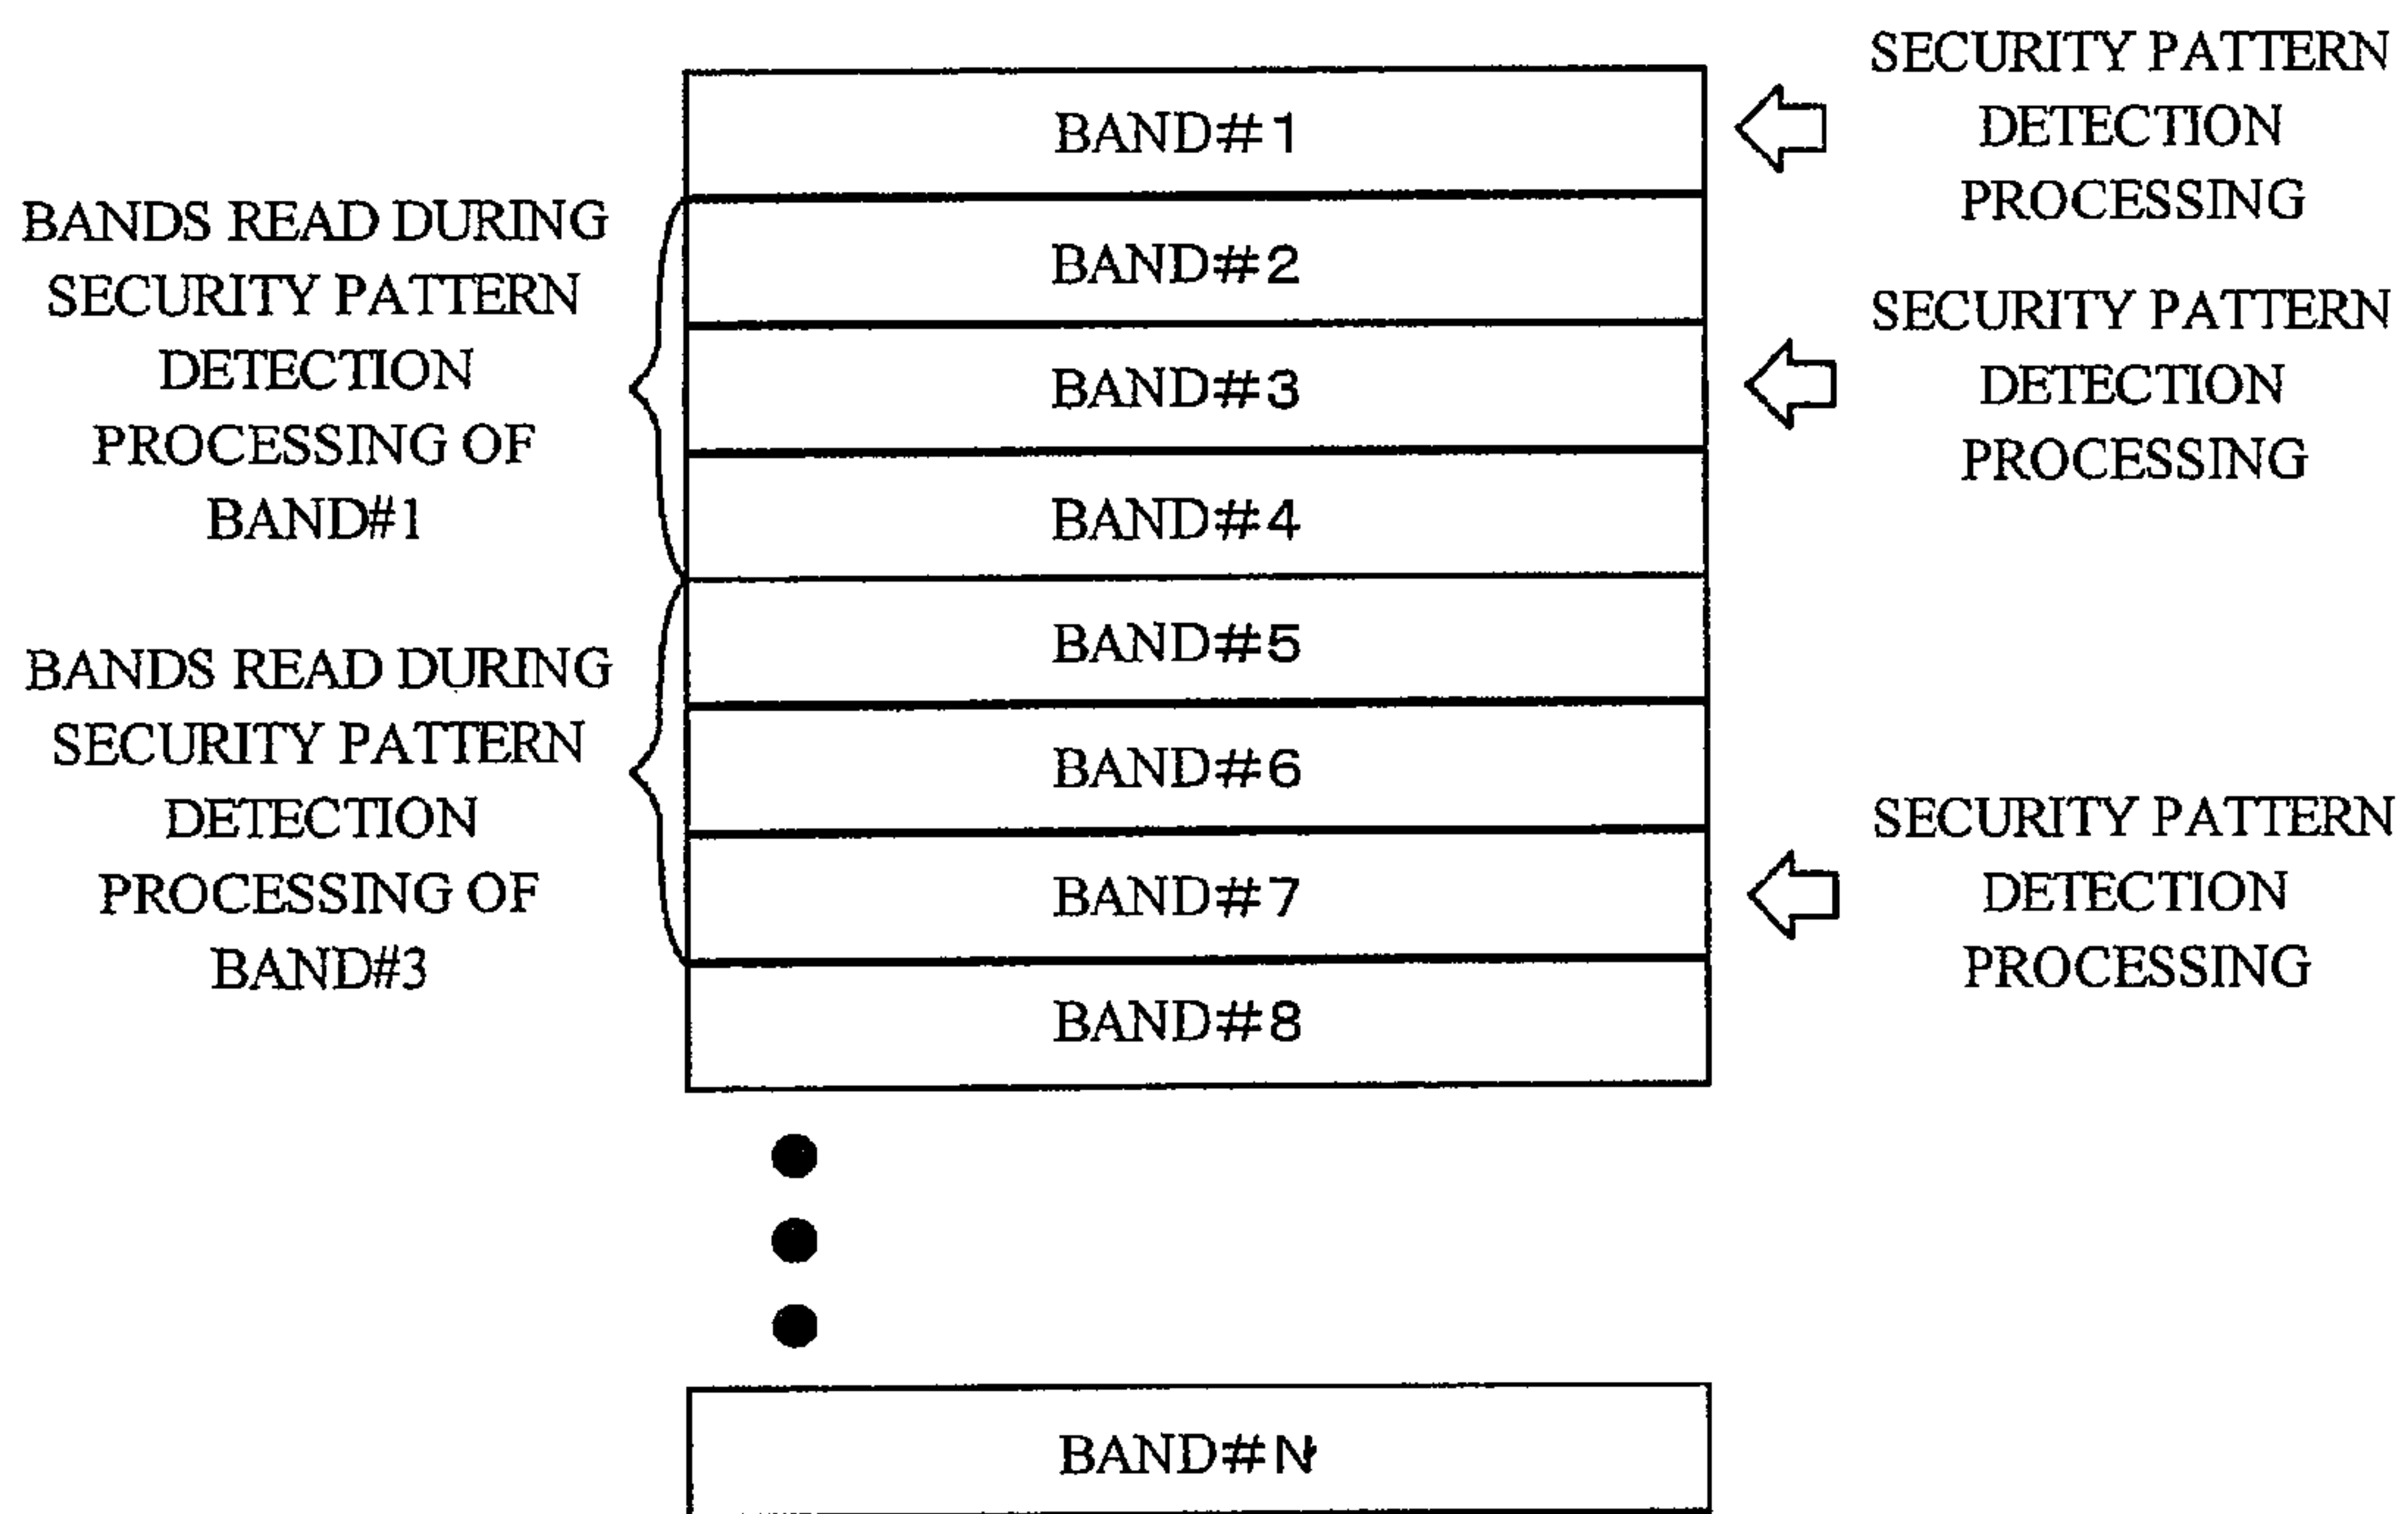 BANDS READ DURING
SECURITY PATTERN
DETECTION
PROCESSING OF
BAND#1
BANDS READ DURING
SECURITY PATTERN
DETECTION
PROCESSING OF
BAND#3
BAND#1
BAND#2
BAND#3
BAND#4
BAND#5
BAND#6
BAND#7
BAND#8
BAND#N
SECURITY PATTERN
DETECTION
PROCESSING
SECURITY PATTERN
DETECTION
PROCESSING
SECURITY PATTERN
DETECTION
PROCESSING